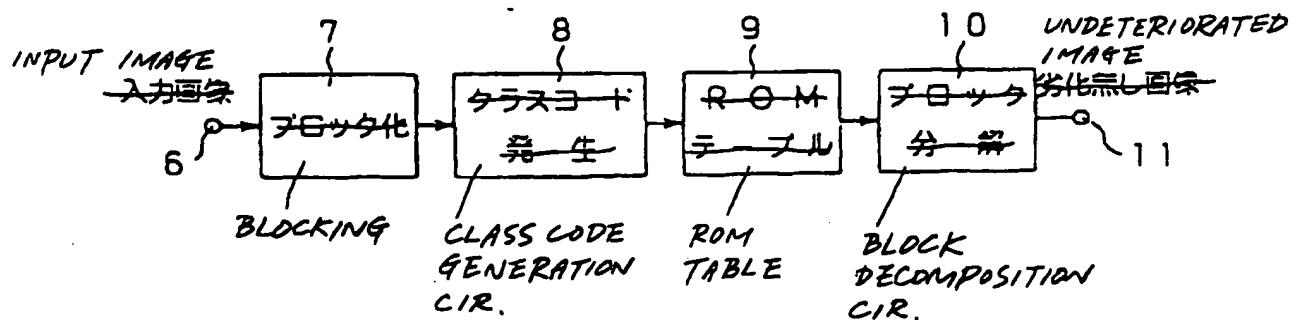 7
8
9
10
UNDETERIORATED
IMAGE
劣化無し画像
INPUT IMAGE
入力画像
ブロック化
クラスコード
発生
ROM
テーブル
ブロック
分解
6
11
BLOCKING
CLASS CODE
GENERATION
CIR.
ROM
TABLE
BLOCK
DECOMPOSITION
CIR.